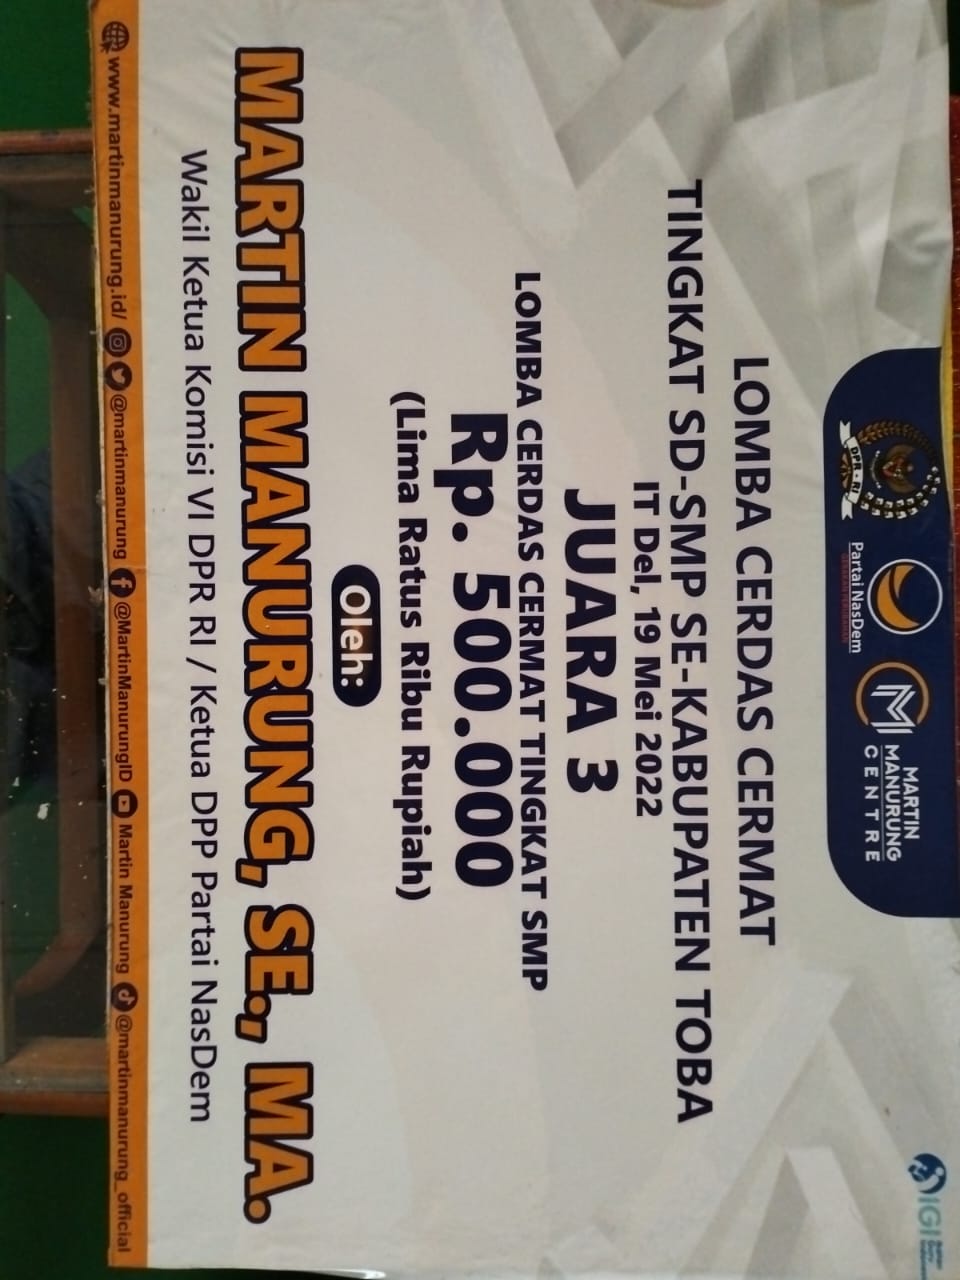 DPR - RI
Partai NasDem
GERAKAN PERUBAHAN
MARTIN
MANURUNG
CENTRE
IGI
LOMBA CERDAS CERMAT
TINGKAT SD-SMP SE-KABUPATEN TOBA
IT Del, 19 Mei 2022
JUARA 3
LOMBA CERDAS CERMAT TINGKAT SMP
Rp. 500.000
(Lima Ratus Ribu Rupiah)
Oleh:
MARTIN MANURUNG, SE., MA.
Wakil Ketua Komisi VI DPR RI / Ketua DPP Partai NasDem
www.martinmanurung.id/ @martinmanurung @MartinManurungID Martin Manurung @martinmanurung_official